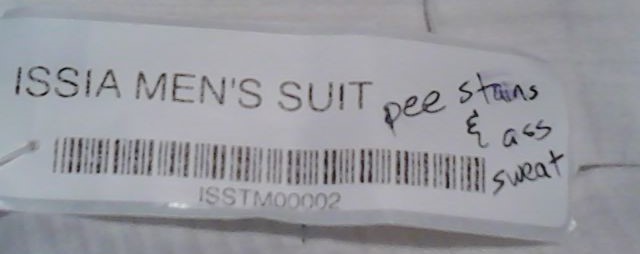 ISSIA MEN'S SUIT pee stains
& ass
sweat
ISSTM00002